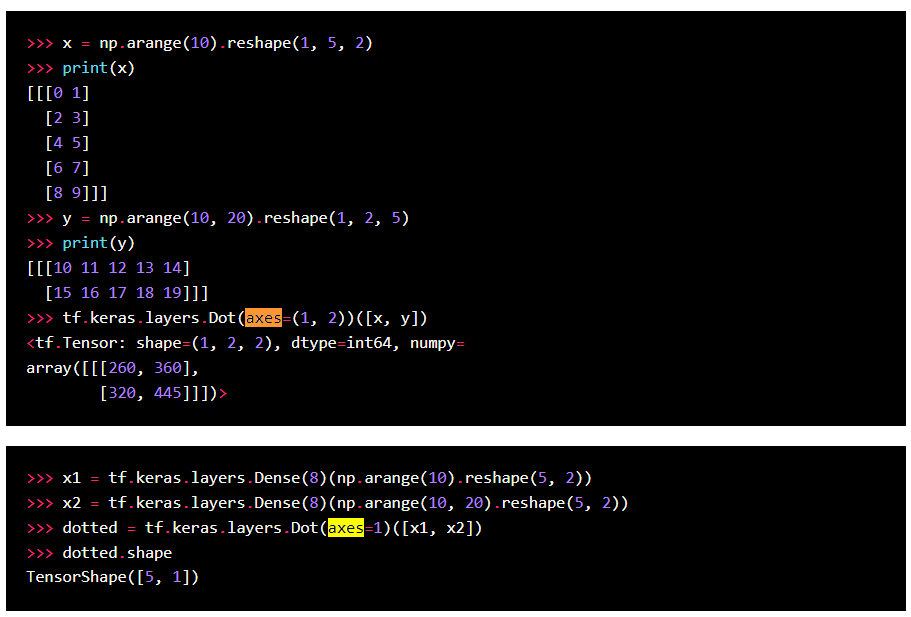 >>> x = np.arange(10).reshape(1, 5, 2)
>>> print(x)
[[[0 1]
  [2 3]
  [4 5]
  [6 7]
  [8 9]]]
>>> y = np.arange(10, 20).reshape(1, 2, 5)
>>> print(y)
[[[10 11 12 13 14]
  [15 16 17 18 19]]]
>>> tf.keras.layers.Dot(axes=(1, 2))([x, y])
<tf.Tensor: shape=(1, 2, 2), dtype=int64, numpy=
array([[[260, 360],
        [320, 445]]])>
>>> x1 = tf.keras.layers.Dense(8)(np.arange(10).reshape(5, 2))
>>> x2 = tf.keras.layers.Dense(8)(np.arange(10, 20).reshape(5, 2))
>>> dotted = tf.keras.layers.Dot(axes=1)([x1, x2])
>>> dotted.shape
TensorShape([5, 1])